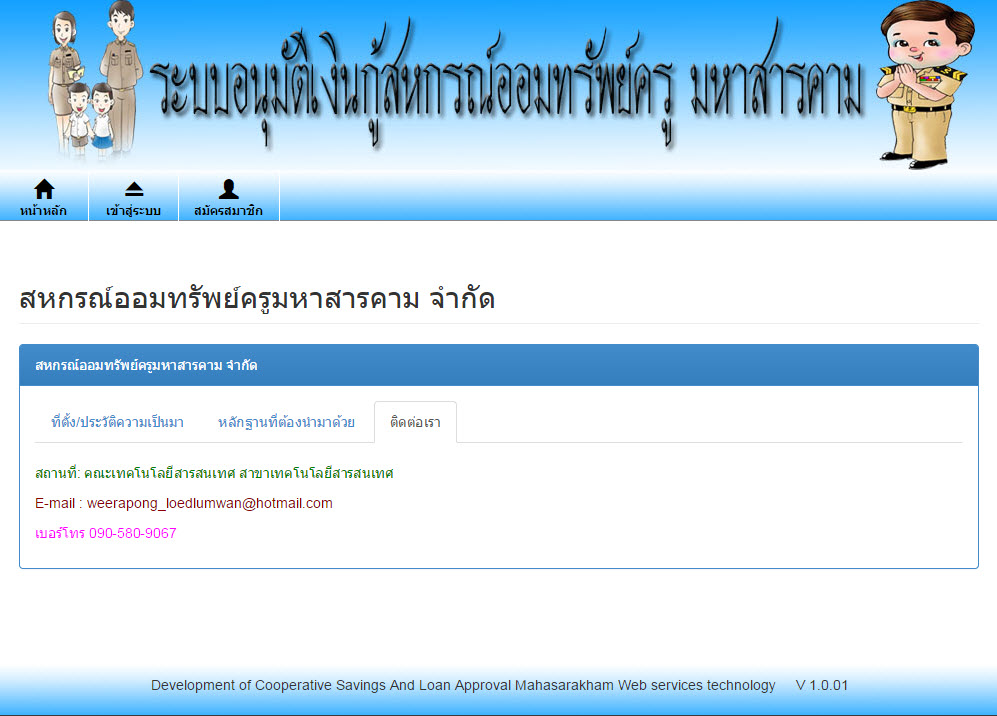 ระบบอนุมัติเงินกู้สหกรณ์ออมทรัพย์ครู มหาสารคาม
หน้าหลัก เข้าสู่ระบบ สมัครสมาชิก
สหกรณ์ออมทรัพย์ครูมหาสารคาม จำกัด
สหกรณ์ออมทรัพย์ครูมหาสารคาม จำกัด
ที่ตั้ง/ประวัติความเป็นมา หลักฐานที่ต้องนำมาด้วย ติดต่อเรา
สถานที่: คณะเทคโนโลยีสารสนเทศ สาขาเทคโนโลยีสารสนเทศ
E-mail : weerapong_loedlumwan@hotmail.com
เบอร์โทร 090-580-9067
Development of Cooperative Savings And Loan Approval Mahasarakham Web services technology V 1.0.01